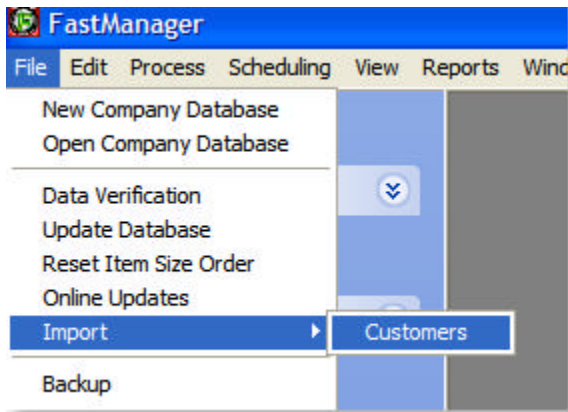 FastManager
File Edit Process Scheduling View Reports
New Company Database
Open Company Database
Data Verification
Update Database
Reset Item Size Order
Online Updates
Import Customers
Backup